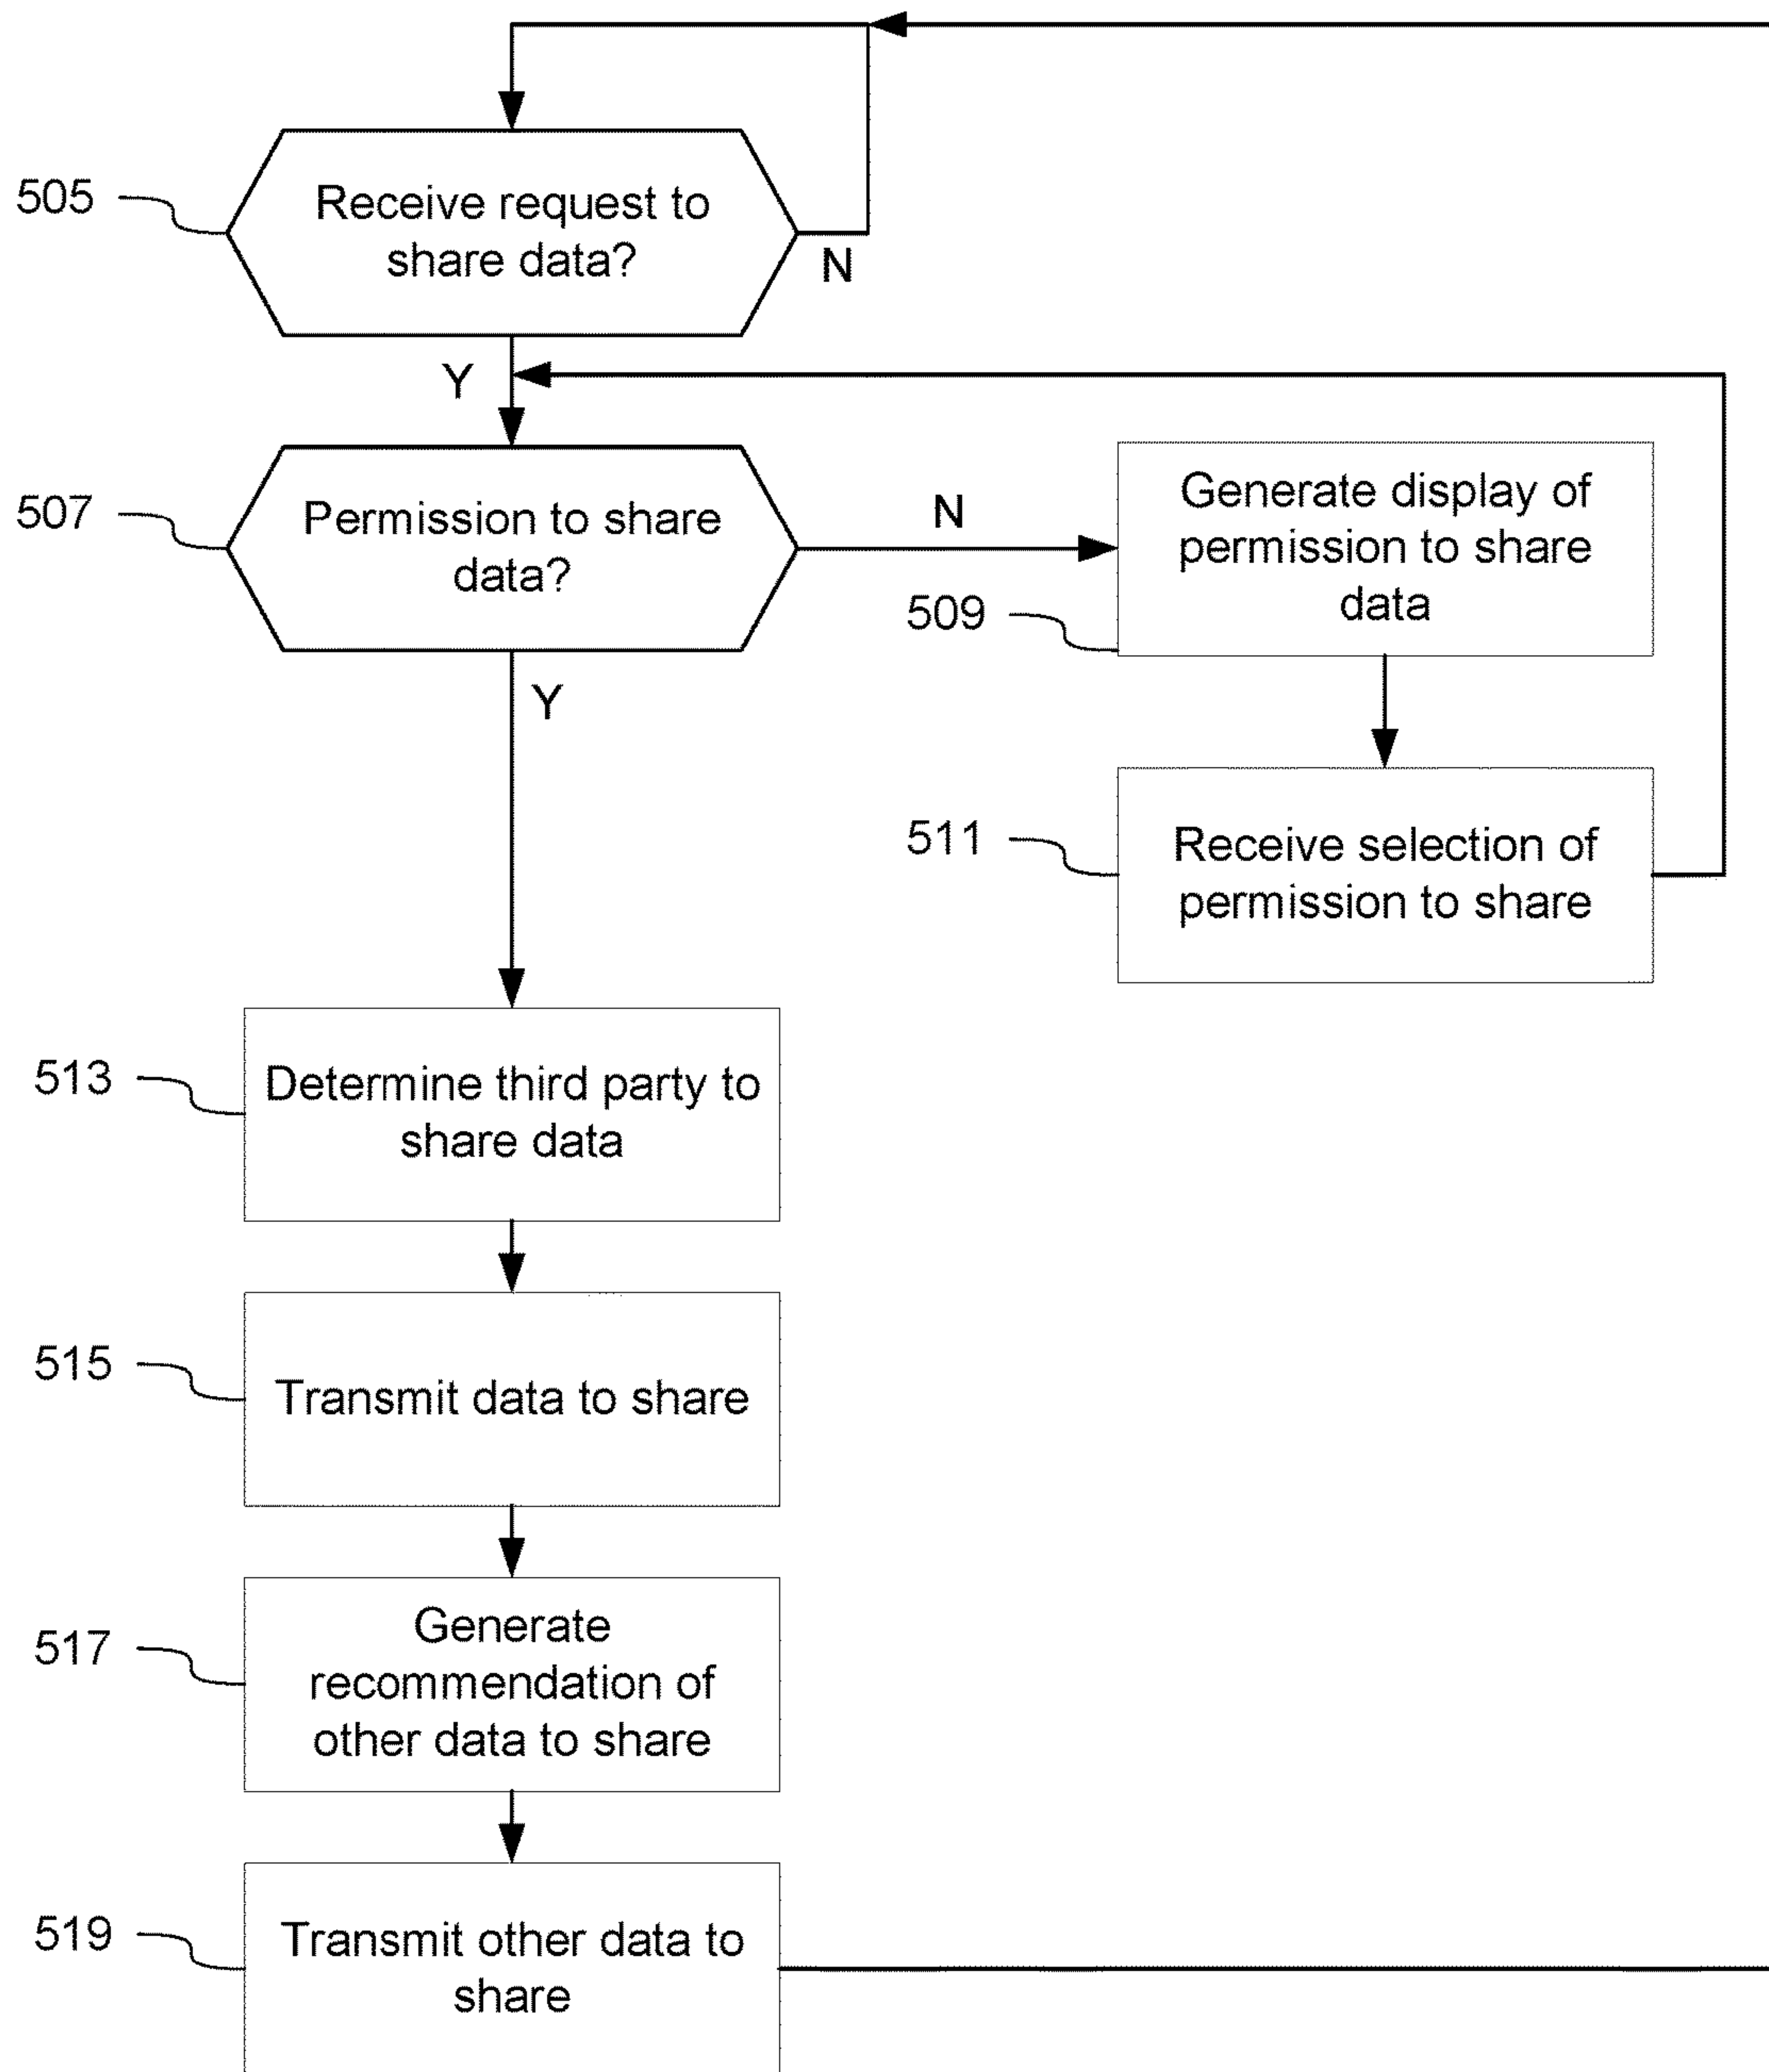 505
Receive request to
share data?
N
Y
507
Permission to share
data?
N
Generate display of
permission to share
data
509
Y
511
Receive selection of
permission to share
513
Determine third party to
share data
515
Transmit data to share
517
Generate
recommendation of
other data to share
519
Transmit other data to
share